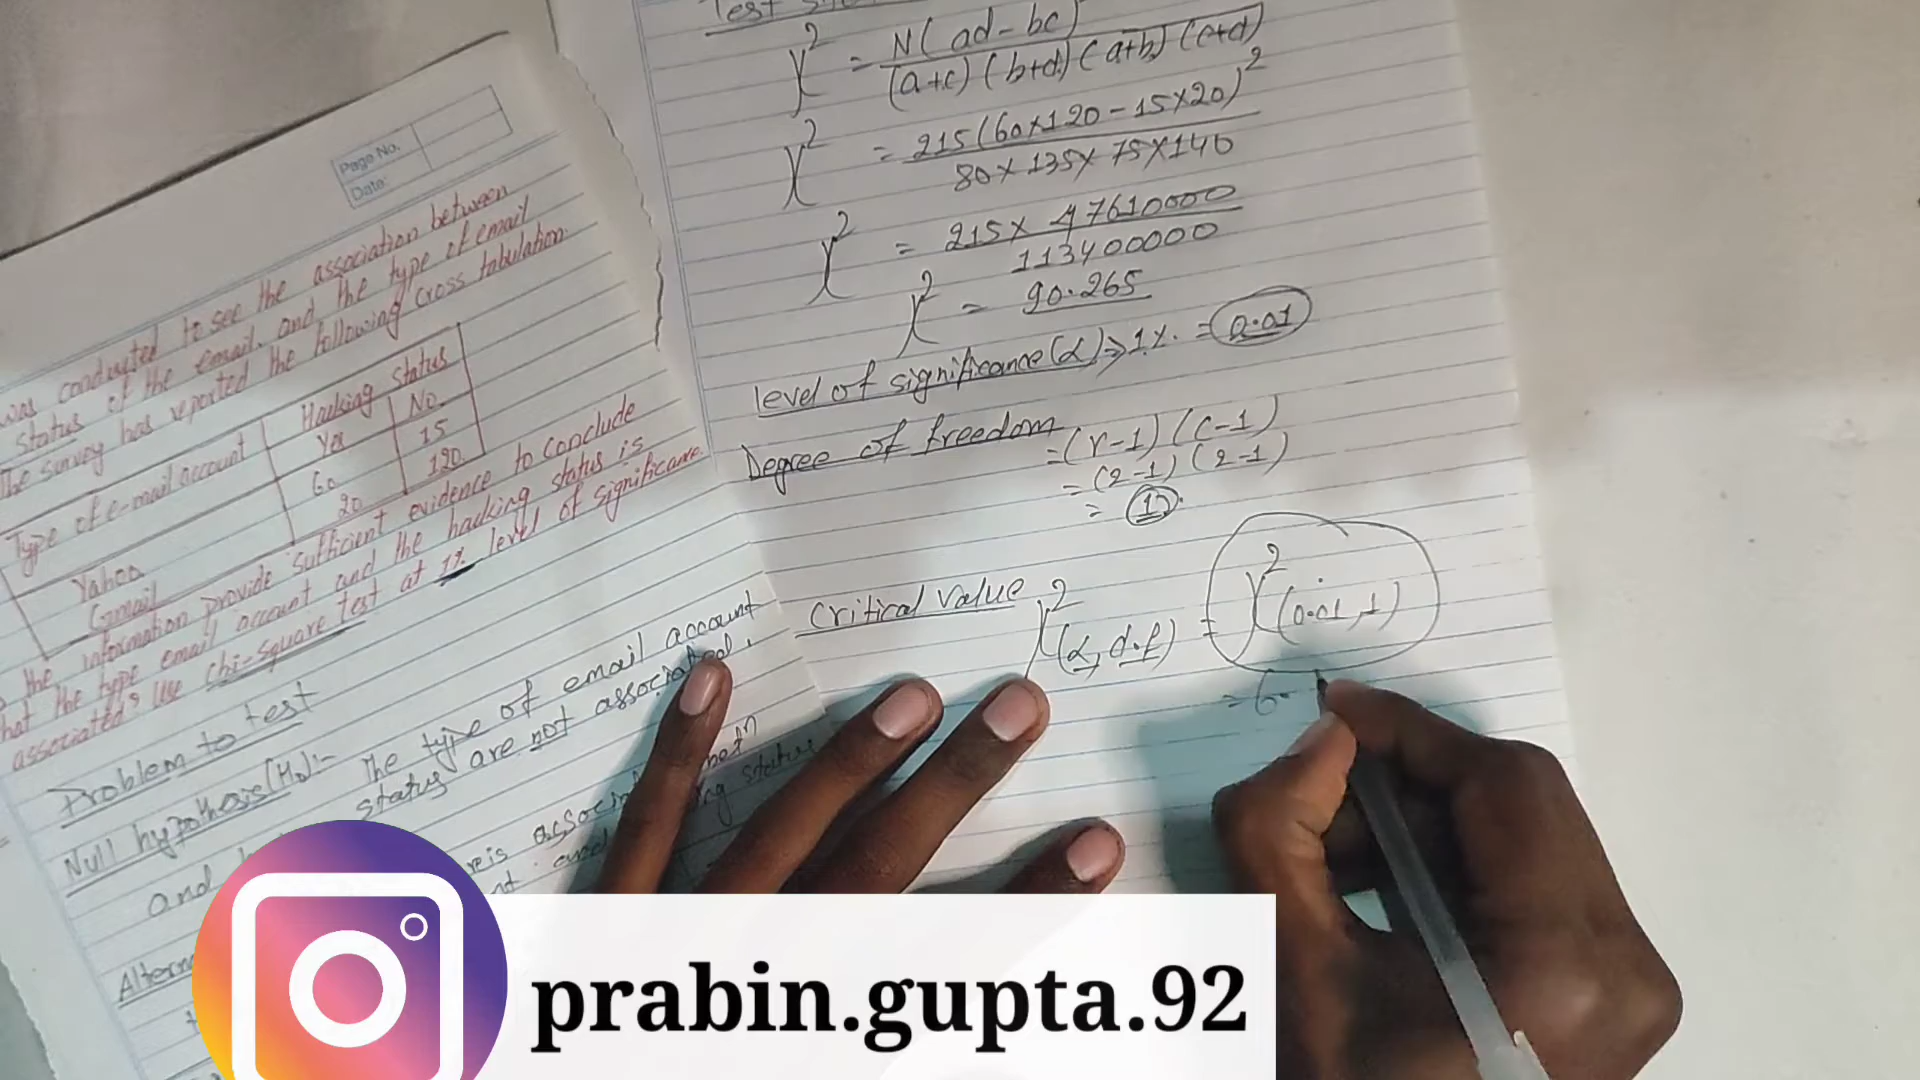 Page No.
Date:
was conducted to see the association between
status of the email. and the type of email
The survey has reported the following cross tabulation.
Type of e-mail account Hacking status
Yes No.
Yahoo 60 15
Gmail 20 120
the information provide sufficient evidence to conclude
that the type email account and the hacking status is
associated? Use Chi-square test at 1% level of significance.
Problem to test
Null hypothesis (H₀):- The type of email account
and status are not associated.
Test
χ² = N(ad-bc)
(a+c)(b+d)(a+b)(c+d)
χ² = 215(60×120-15×20)²
80×135×75×140
χ² = 215× 47610000
113400000
χ² = 90.265
Level of significance(α)⇒1%. = 0.01
Degree of freedom = (r-1)(c-1)
= (2-1)(2-1)
= 1
Critical value χ²(α, d.f) = χ²(0.01, 1)
= 6.
prabin.gupta.92